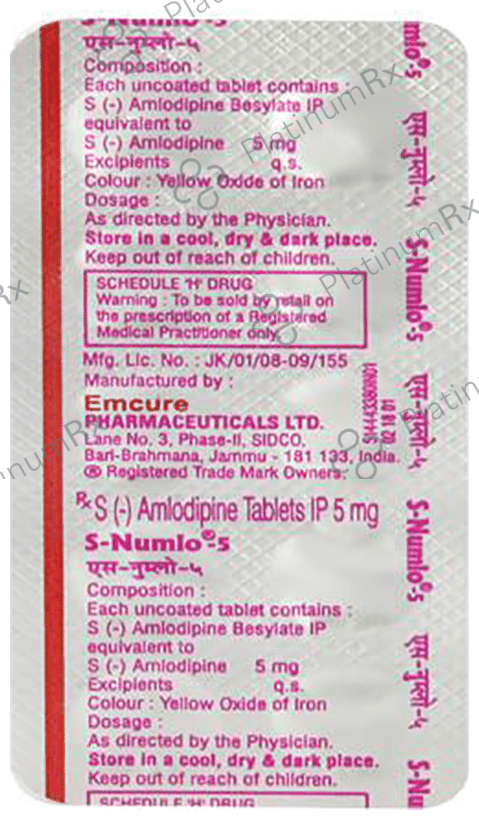 S-Numlo®-5
एस-नुम्लो-५
Composition :
Each uncoated tablet contains :
S (-) Amlodipine Besylate IP
equivalent to
S (-) Amlodipine 5 mg
Excipients q.s.
Colour : Yellow Oxide of Iron
Dosage :
As directed by the Physician.
Store in a cool, dry & dark place.
Keep out of reach of children.
SCHEDULE 'H' DRUG
Warning : To be sold by retail on
the prescription of a Registered
Medical Practitioner only.
Mfg. Lic. No. : JK/01/08-09/155
Manufactured by :
Emcure
PHARMACEUTICALS LTD.
Lane No. 3, Phase-II, SIDCO.
Bari-Brahmana, Jammu - 181 133, India.
® Registered Trade Mark Owners.
Rx S (-) Amlodipine Tablets IP 5 mg
S-Numlo®-5
एस-नुम्लो-५
Composition :
Each uncoated tablet contains :
S (-) Amlodipine Besylate IP
equivalent to
S (-) Amlodipine 5 mg
Excipients q.s.
Colour : Yellow Oxide of Iron
Dosage :
As directed by the Physician.
Store in a cool, dry & dark place.
Keep out of reach of children.
SCHEDULE 'H' DRUG
mlo®-5 एस-नुम्लो-५ S-Numlo®-5 एस-नुम्लो-५ S-Numlo®-5 एस-नुम्लो-५ S-Nu
02 18 01
PlatinumRx
PlatinumRx